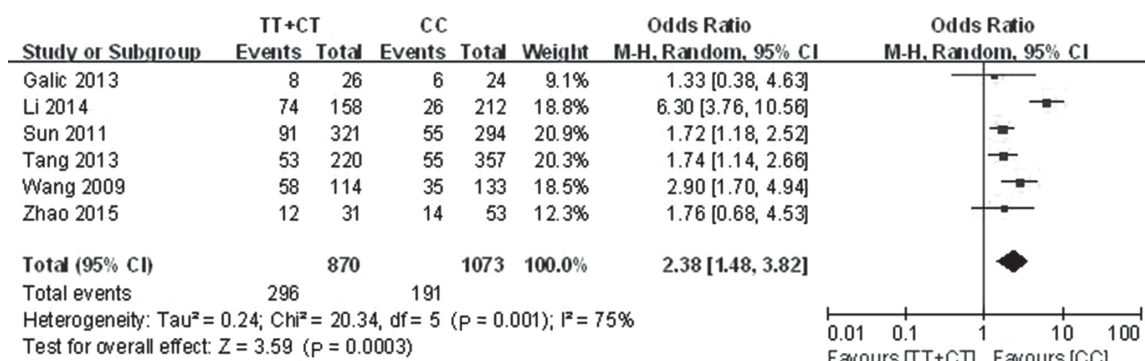 TT+CT CC Odds Ratio Odds Ratio
Study or Subgroup Events Total Events Total Weight M-H, Random, 95% CI M-H, Random, 95% CI
Galic 2013 8 26 6 24 9.1% 1.33 [0.38, 4.63]
Li 2014 74 158 26 212 18.8% 6.30 [3.76, 10.56]
Sun 2011 91 321 55 294 20.9% 1.72 [1.18, 2.52]
Tang 2013 53 220 55 357 20.3% 1.74 [1.14, 2.66]
Wang 2009 58 114 35 133 18.5% 2.90 [1.70, 4.94]
Zhao 2015 12 31 14 53 12.3% 1.76 [0.68, 4.53]
Total (95% CI) 870 1073 100.0% 2.38 [1.48, 3.82]
Total events 296 191
Heterogeneity: Tau² = 0.24; Chi² = 20.34, df = 5 (p = 0.001); I² = 75%
Test for overall effect: Z = 3.59 (p = 0.0003)
0.01 0.1 1 10 100
Favours [TT+CT] Favours [CC]